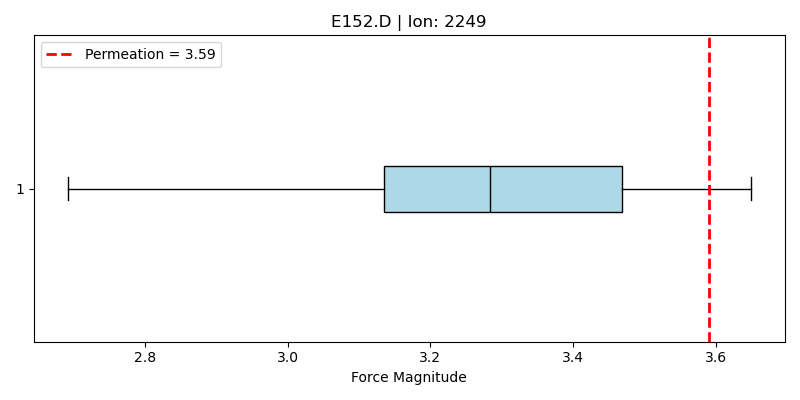 E152.D | Ion: 2249
Permeation = 3.59
1
2.8 3.0 3.2 3.4 3.6
Force Magnitude